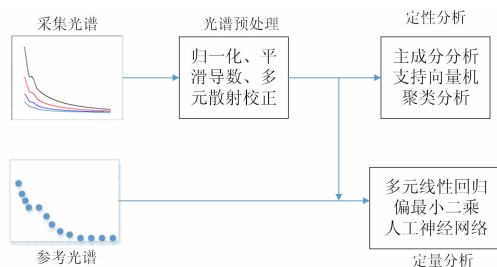 采集光谱
光谱预处理
定性分析
归一化、平
滑导数、多
元散射校正
主成分分析
支持向量机
聚类分析
多元线性回归
偏最小二乘
人工神经网络
参考光谱
定量分析